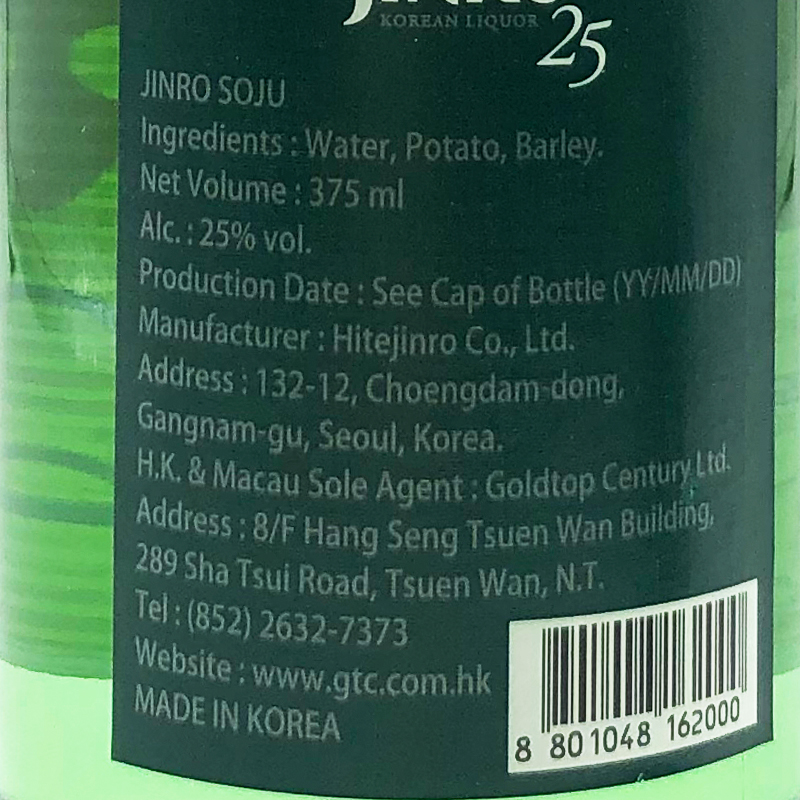 JINRO
KOREAN LIQUOR
25
JINRO SOJU
Ingredients : Water, Potato, Barley.
Net Volume : 375 ml
Alc. : 25% vol.
Production Date : See Cap of Bottle (YY/MM/DD)
Manufacturer : Hitejinro Co., Ltd.
Address : 132-12, Choengdam-dong,
Gangnam-gu, Seoul, Korea.
H.K. & Macau Sole Agent : Goldtop Century Ltd.
Address : 8/F Hang Seng Tsuen Wan Building,
289 Sha Tsui Road, Tsuen Wan, N.T.
Tel : (852) 2632-7373
Website : www.gtc.com.hk
MADE IN KOREA
8 801048 162000